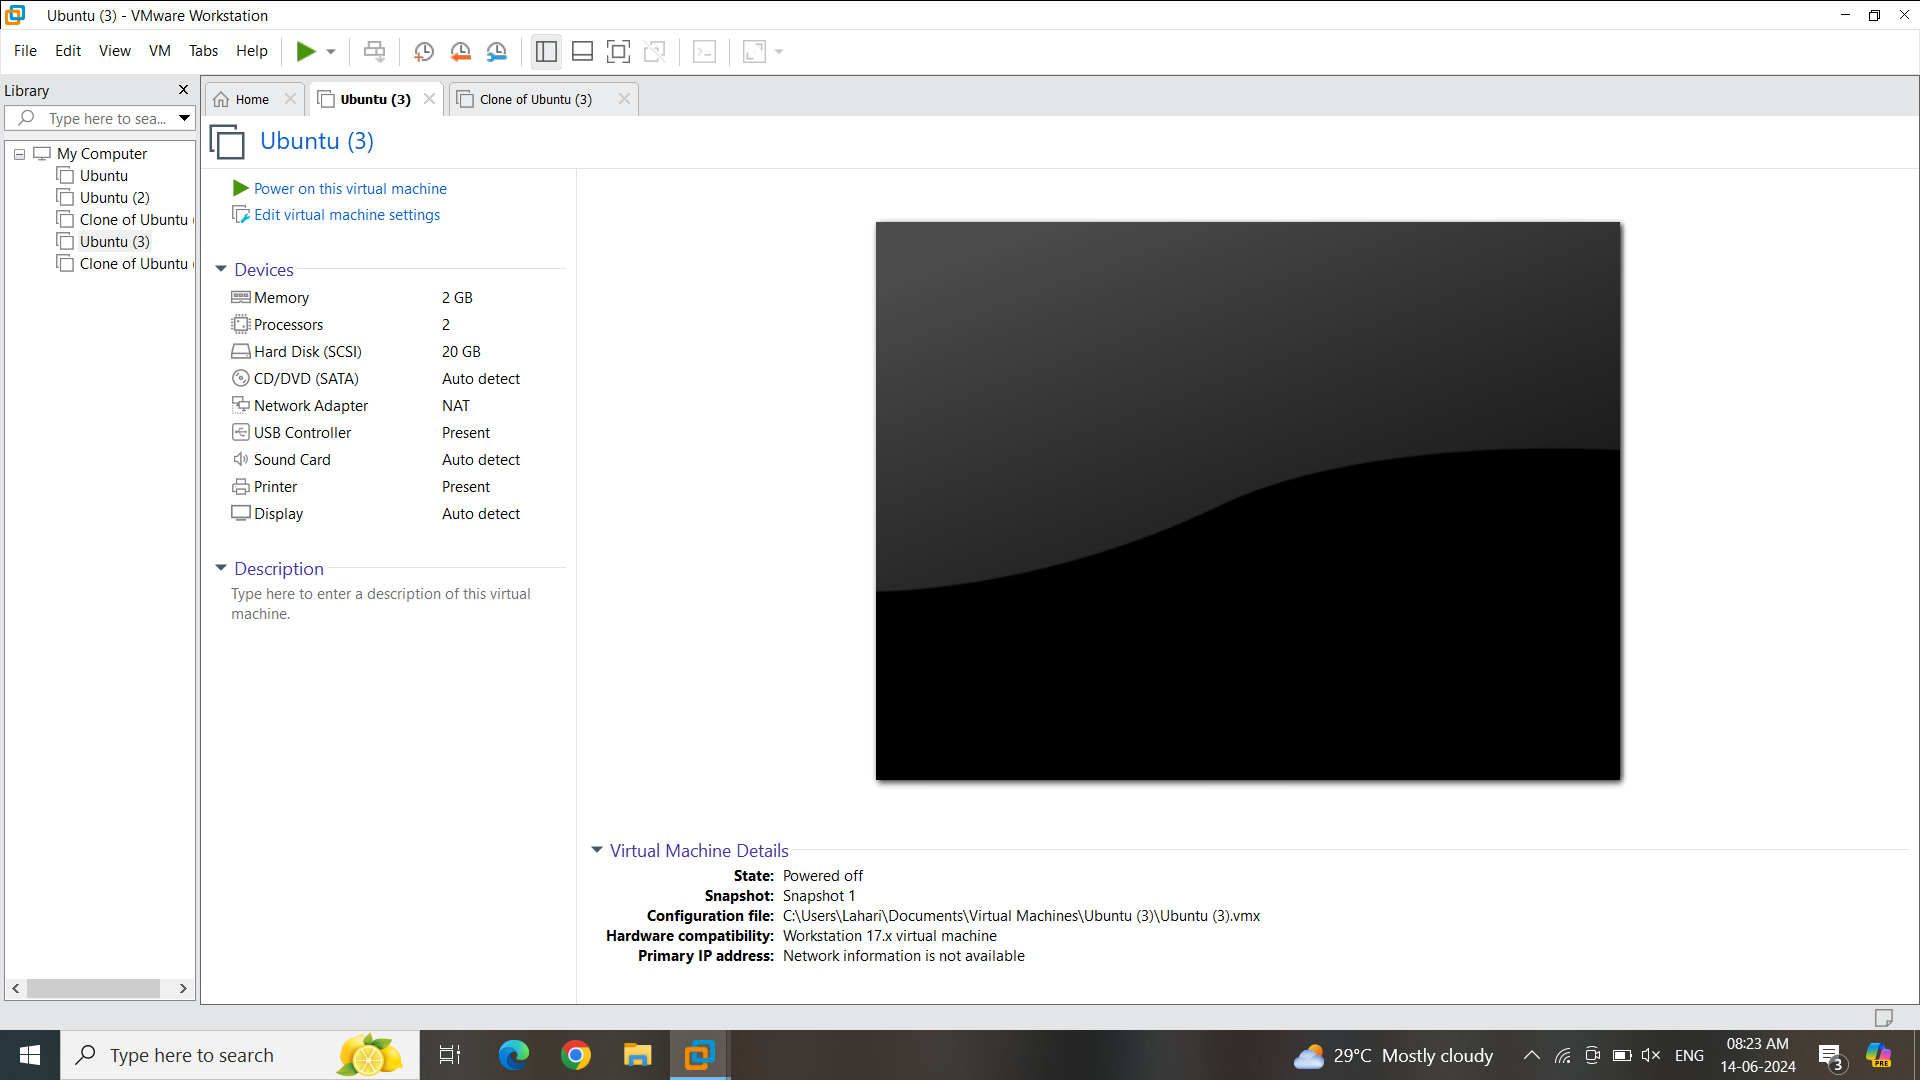 Ubuntu (3) - VMware Workstation
File Edit View VM Tabs Help
Library
Type here to sea...
My Computer
Ubuntu
Ubuntu (2)
Clone of Ubuntu (
Ubuntu (3)
Clone of Ubuntu (
Home
Ubuntu (3)
Clone of Ubuntu (3)
Ubuntu (3)
Power on this virtual machine
Edit virtual machine settings
Devices
Memory 2 GB
Processors 2
Hard Disk (SCSI) 20 GB
CD/DVD (SATA) Auto detect
Network Adapter NAT
USB Controller Present
Sound Card Auto detect
Printer Present
Display Auto detect
Description
Type here to enter a description of this virtual
machine.
Virtual Machine Details
State: Powered off
Snapshot: Snapshot 1
Configuration file: C:\Users\Lahari\Documents\Virtual Machines\Ubuntu (3)\Ubuntu (3).vmx
Hardware compatibility: Workstation 17.x virtual machine
Primary IP address: Network information is not available
Type here to search
29°C Mostly cloudy
ENG
08:23 AM
14-06-2024
3
PRE